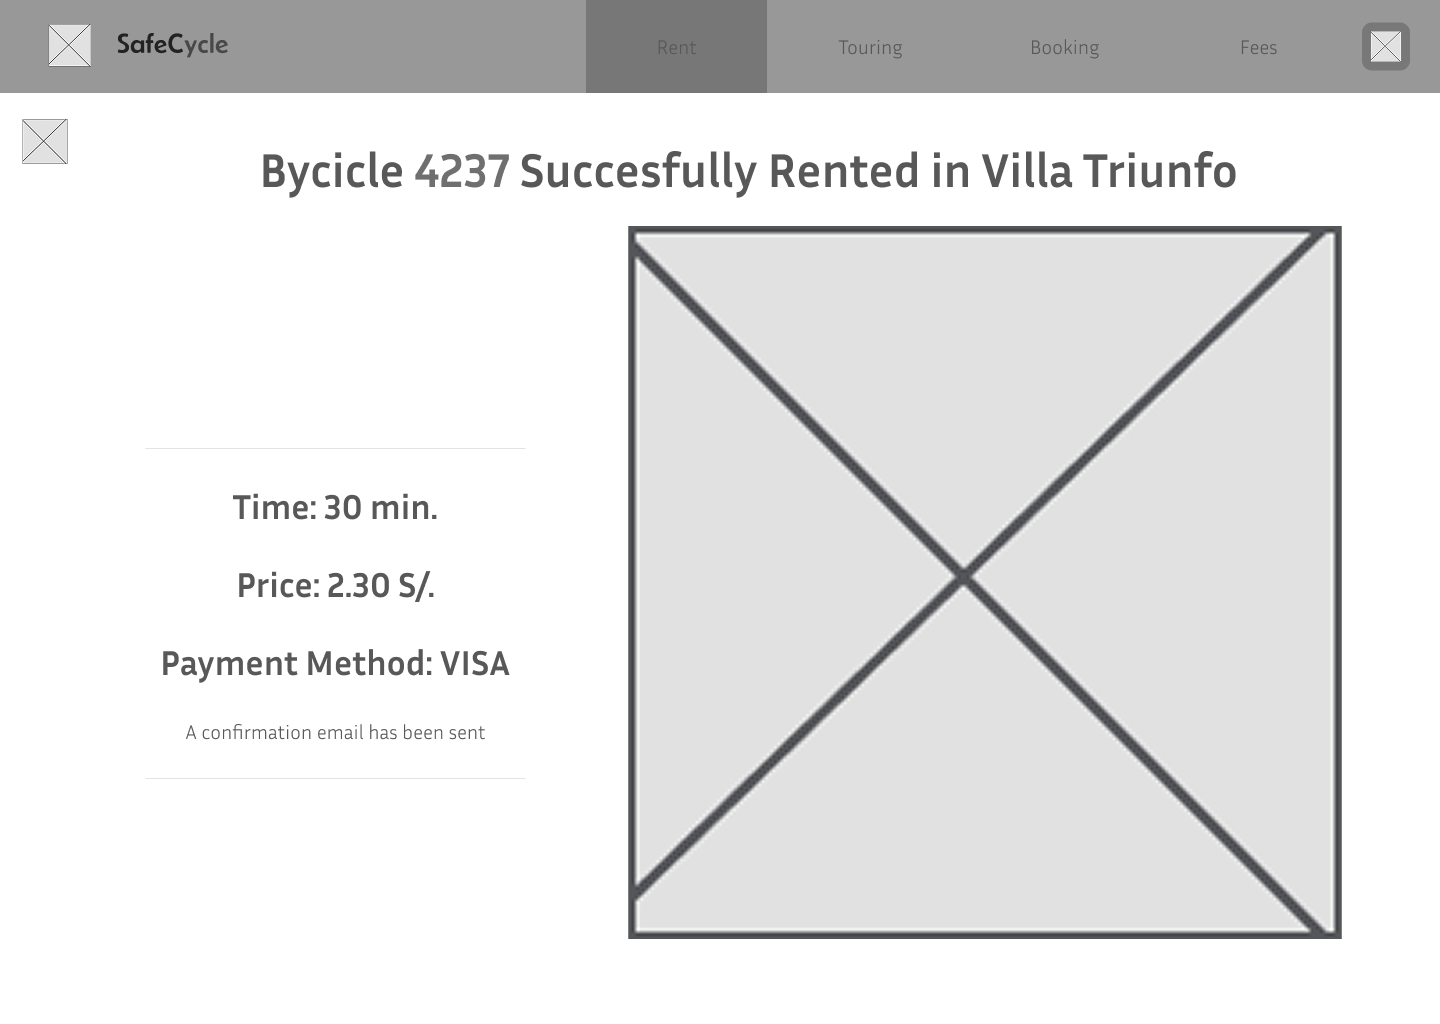 SafeCycle
Rent
Touring
Booking
Fees
Bycicle 4237 Succesfully Rented in Villa Triunfo
Time: 30 min.
Price: 2.30 S/.
Payment Method: VISA
A confirmation email has been sent